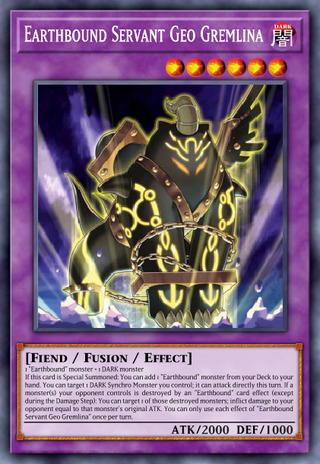 Earthbound Servant Geo Gremlina
DARK
闇
[Fiend / Fusion / Effect]
1 "Earthbound" monster + 1 DARK monster
If this card is Special Summoned: You can add 1 "Earthbound" monster from your Deck to your
hand. You can target 1 DARK Synchro Monster you control; it can attack directly this turn. If a
monster(s) your opponent controls is destroyed by an "Earthbound" card effect (except
during the Damage Step): You can target 1 of those destroyed monsters; inflict damage to your
opponent equal to that monster's original ATK. You can only use each effect of "Earthbound
Servant Geo Gremlina" once per turn.
ATK/2000 DEF/1000